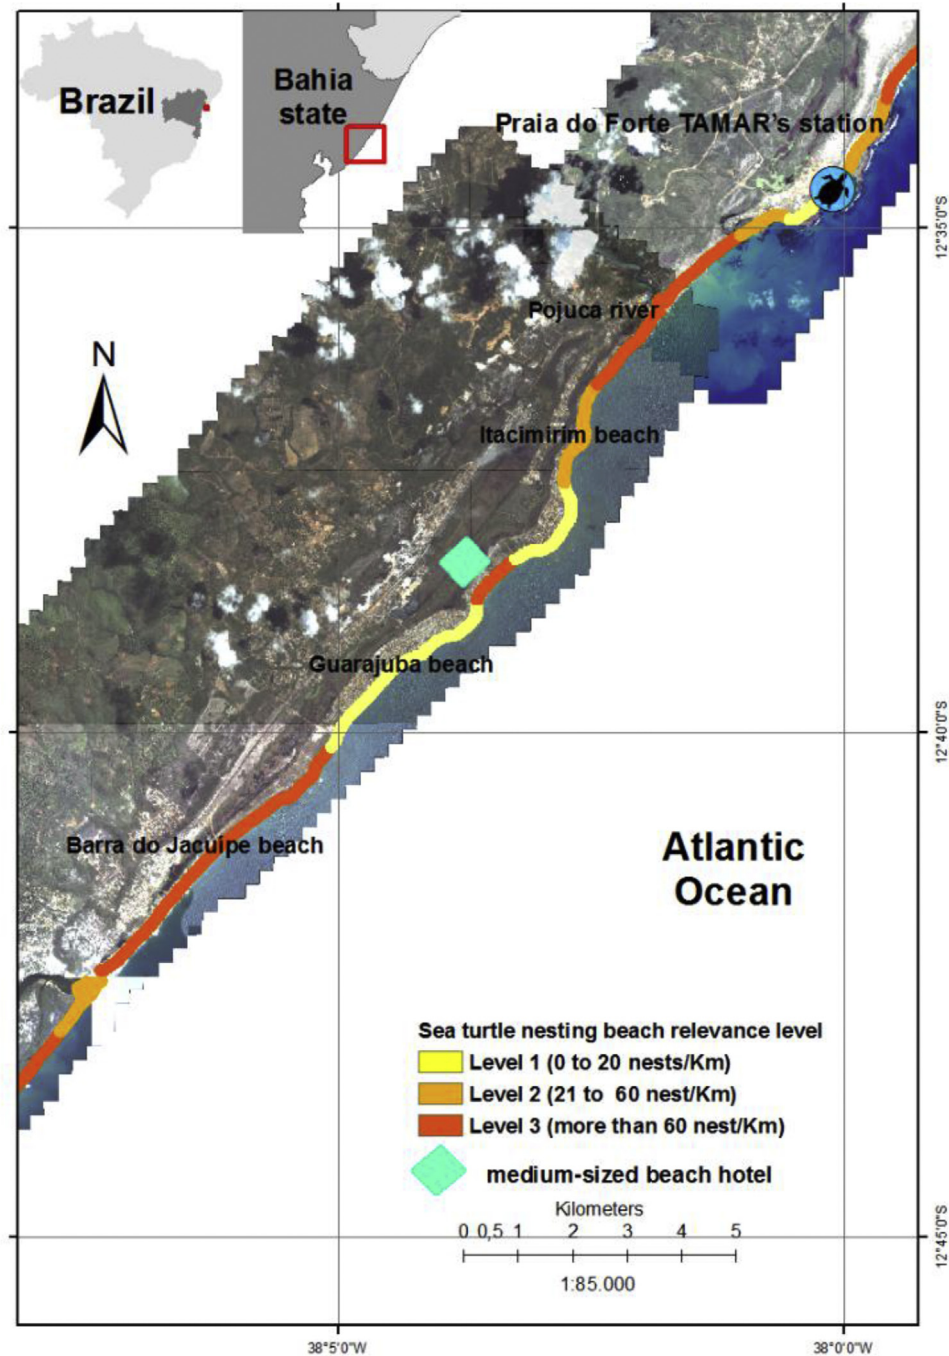 Brazil
Bahia
state
Praia do Forte TAMAR's station
12°35'0"S
Pojuca river
N
Itacimirim beach
Guarajuba beach
12°40'0"S
Barra do Jacuípe beach
Atlantic
Ocean
Sea turtle nesting beach relevance level
Level 1 (0 to 20 nests/Km)
Level 2 (21 to 60 nest/Km)
Level 3 (more than 60 nest/Km)
medium-sized beach hotel
Kilometers
0 0,5 1 2 3 4 5
12°45'0"S
1:85.000
38°5'0"W
38°0'0"W